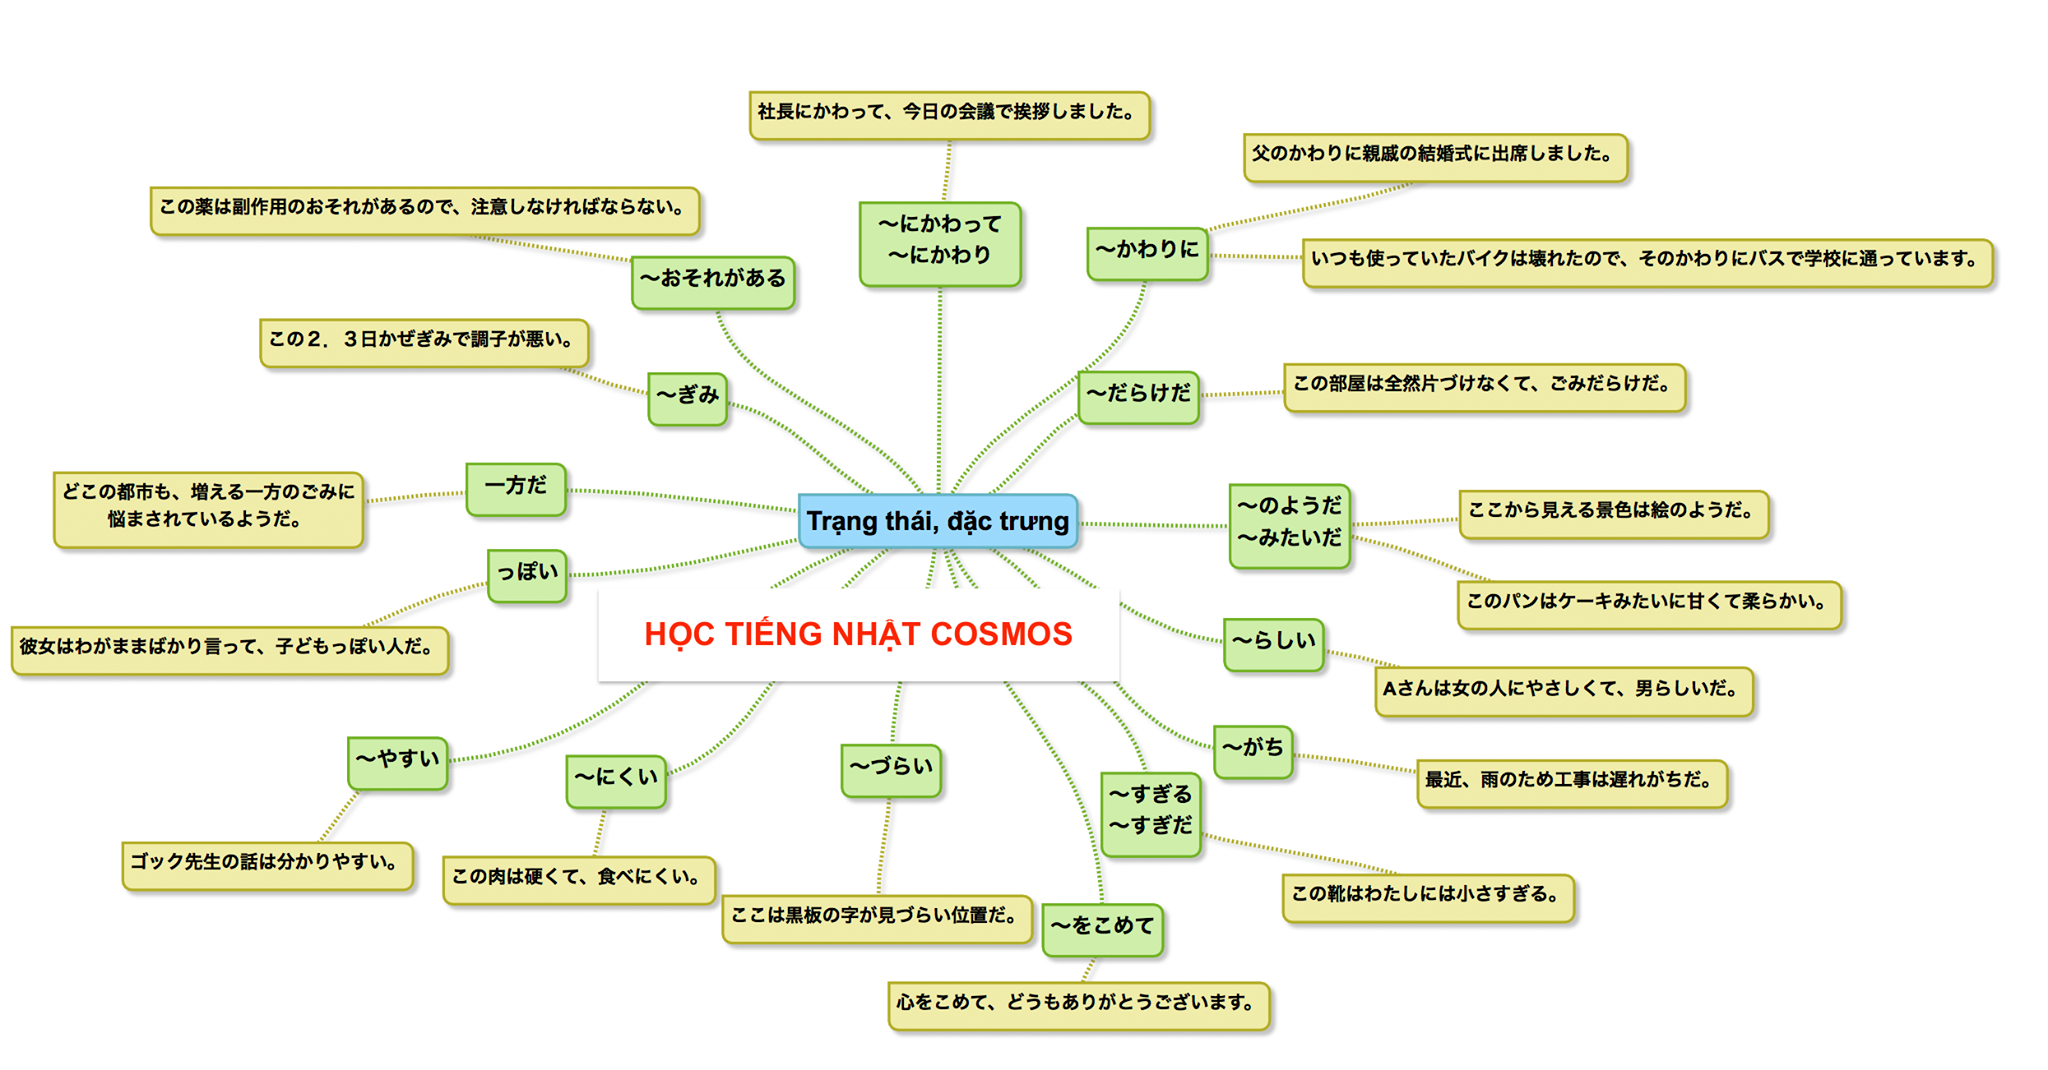 社長にかわって、今日の会議で挨拶しました。
父のかわりに親戚の結婚式に出席しました。
この薬は副作用のおそれがあるので、注意しなければならない。
～にかわって
～にかわり
～かわりに
いつも使っていたバイクは壊れたので、そのかわりにバスで学校に通っています。
～おそれがある
この２．３日かぜぎみで調子が悪い。
～ぎみ
～だらけだ
この部屋は全然片づけなくて、ごみだらけだ。
どこの都市も、増える一方のごみに
悩まされているようだ。
一方だ
Trạng thái, đặc trưng
～のようだ
～みたいだ
ここから見える景色は絵のようだ。
このパンはケーキみたいに甘くて柔らかい。
っぽい
彼女はわがままばかり言って、子どもっぽい人だ。
HỌC TIẾNG NHẬT COSMOS
～らしい
Aさんは女の人にやさしくて、男らしいだ。
～やすい
～にくい
～づらい
～がち
最近、雨のため工事は遅れがちだ。
～すぎる
～すぎだ
ゴック先生の話は分かりやすい。
この肉は硬くて、食べにくい。
ここは黒板の字が見づらい位置だ。
～をこめて
この靴はわたしには小さすぎる。
心をこめて、どうもありがとうございます。